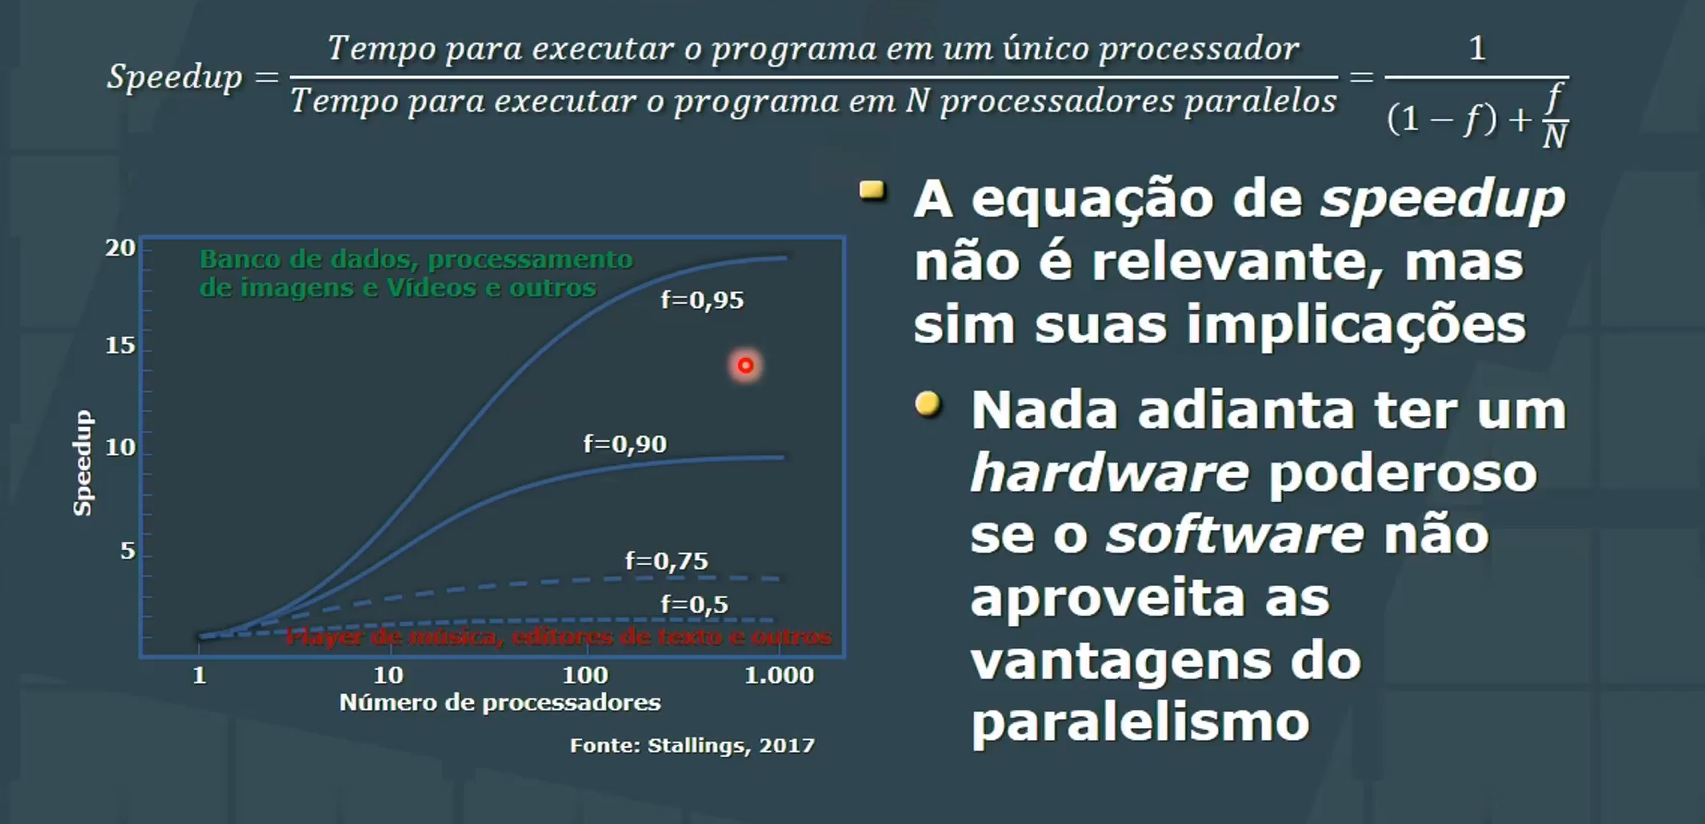 Speedup = Tempo para executar o programa em um único processador / Tempo para executar o programa em N processadores paralelos = 1 / (1 − f) + f/N
A equação de speedup
não é relevante, mas
sim suas implicações
Nada adianta ter um
hardware poderoso
se o software não
aproveita as
vantagens do
paralelismo
20
15
10
5
Speedup
Banco de dados, processamento
de imagens e Vídeos e outros
f=0,95
f=0,90
f=0,75
f=0,5
Player de música, editores de texto e outros
1 10 100 1.000
Número de processadores
Fonte: Stallings, 2017